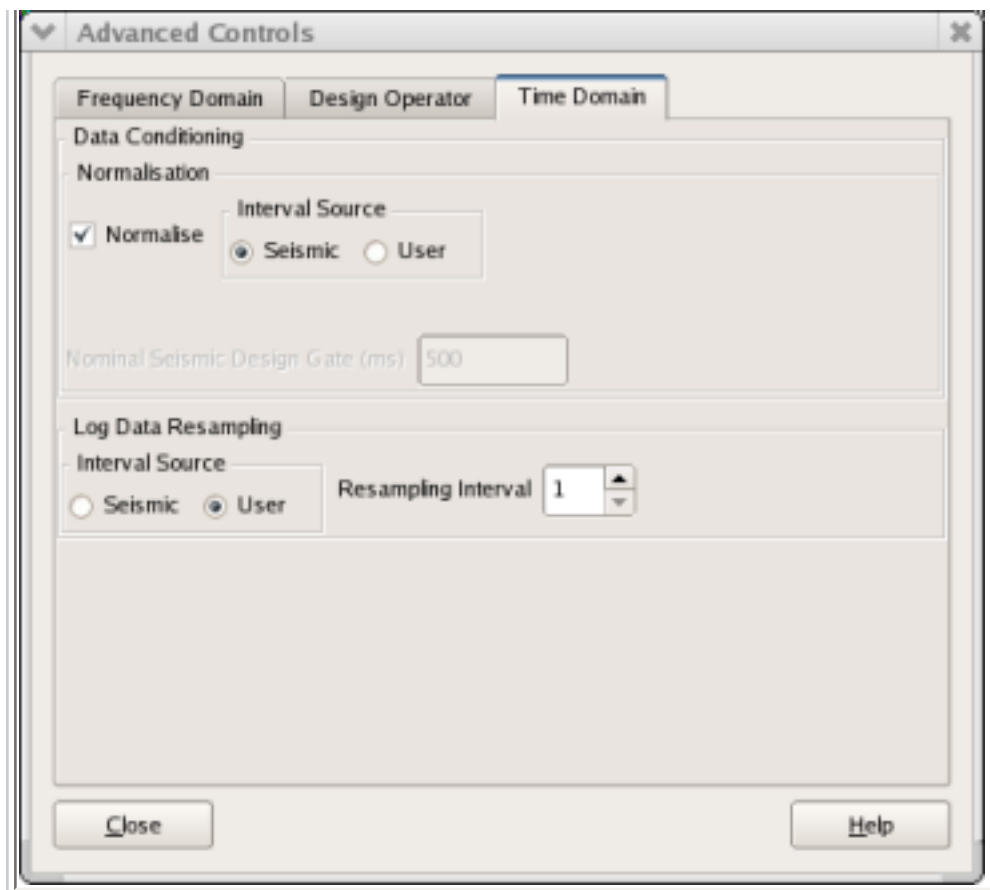 Advanced Controls
Frequency Domain Design Operator Time Domain
Data Conditioning
Normalisation
Interval Source
Normalise
Seismic User
Nominal Seismic Design Gate (ms) 500
Log Data Resampling
Interval Source
Seismic User
Resampling Interval 1
Close Help